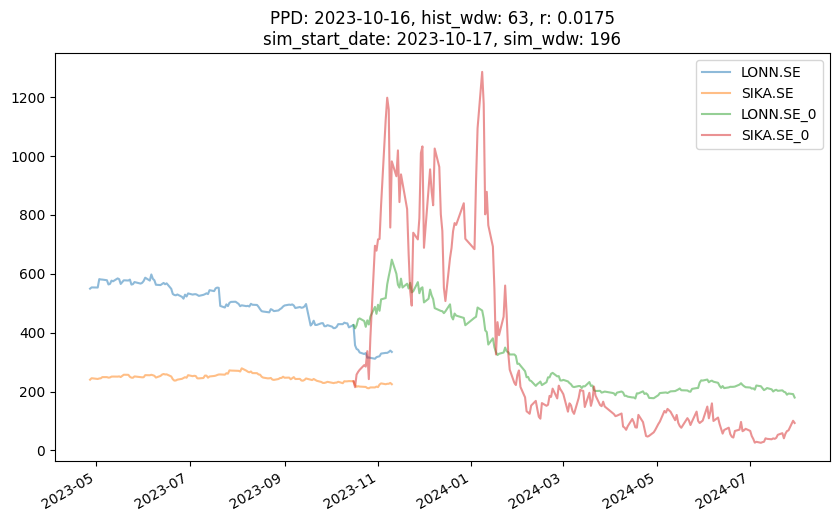 PPD: 2023-10-16, hist_wdw: 63, r: 0.0175
sim_start_date: 2023-10-17, sim_wdw: 196
LONN.SE
SIKA.SE
LONN.SE_0
SIKA.SE_0
1200
1000
800
600
400
200
0
2023-05
2023-07
2023-09
2023-11
2024-01
2024-03
2024-05
2024-07